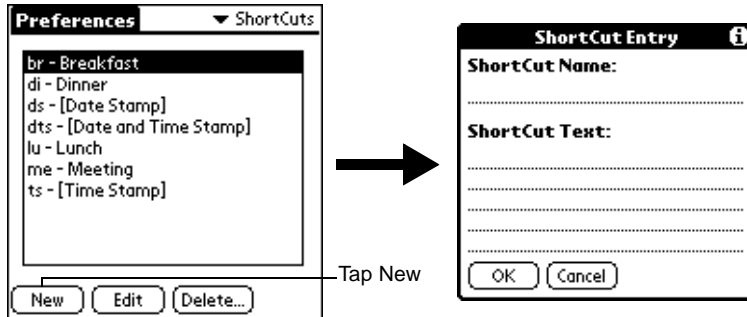 Preferences
ShortCuts
br - Breakfast
di - Dinner
ds - [Date Stamp]
dts - [Date and Time Stamp]
lu - Lunch
me - Meeting
ts - [Time Stamp]
New
Edit
Delete...
Tap New
ShortCut Entry
i
ShortCut Name:
ShortCut Text:
OK
Cancel